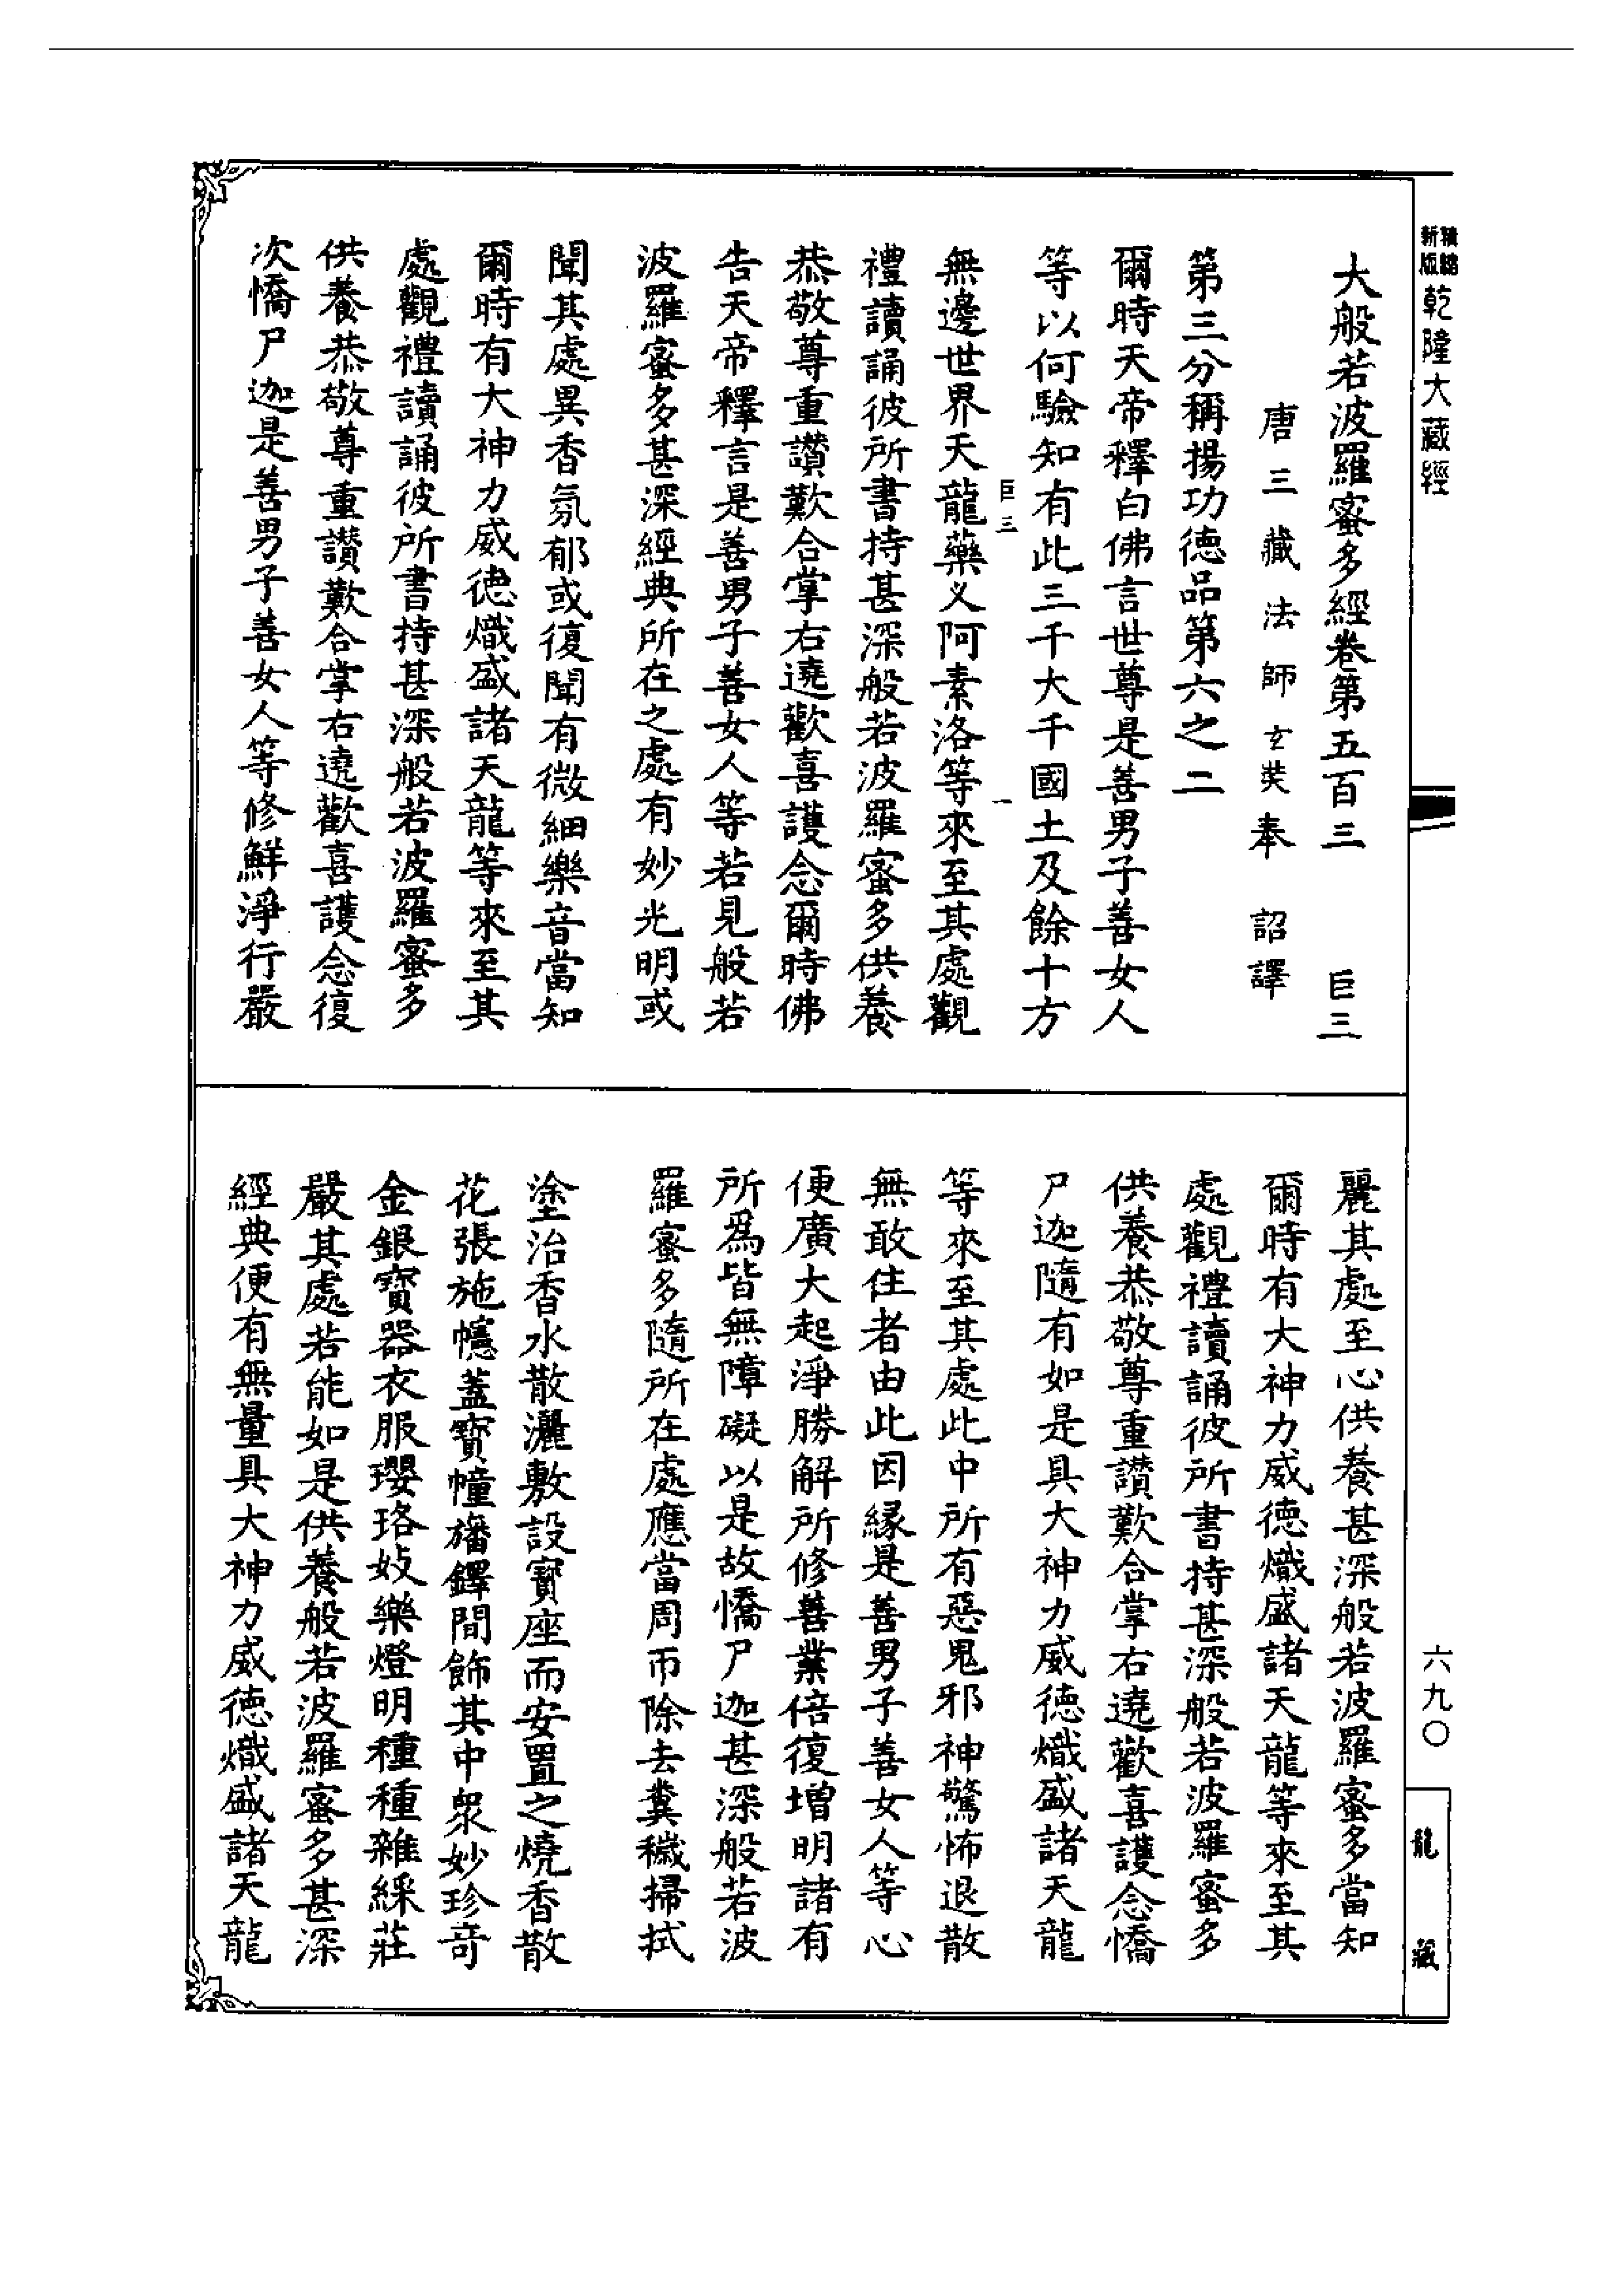 精縮新版乾隆大藏經
大般若波羅蜜多經卷第五百三　巨三
唐三藏法師玄奘奉　詔譯
第三分稱揚功德品第六之二
爾時天帝釋白佛言世尊是善男子善女人
等以何驗知有此三千大千國土及餘十方
巨三　一
無邊世界天龍藥义阿素洛等來至其處觀
禮讀誦彼所書持甚深般若波羅蜜多供養
恭敬尊重讚歎合掌右遶歡喜護念爾時佛
告天帝釋言是善男子善女人等若見般若
波羅蜜多甚深經典所在之處有妙光明或
聞其處異香氛郁或復聞有微細樂音當知
爾時有大神力威德熾盛諸天龍等來至其
處觀禮讀誦彼所書持甚深般若波羅蜜多
供養恭敬尊重讚歎合掌右遶歡喜護念復
次憍尸迦是善男子善女人等修鮮淨行嚴
麗其處至心供養甚深般若波羅蜜多當知
爾時有大神力威德熾盛諸天龍等來至其
處觀禮讀誦彼所書持甚深般若波羅蜜多
供養恭敬尊重讚歎合掌右遶歡喜護念憍
尸迦隨有如是具大神力威德熾盛諸天龍
等來至其處此中所有惡鬼邪神驚怖退散
無敢住者由此因緣是善男子善女人等心
便廣大起淨勝解所修善業倍復增明諸有
所爲皆無障礙以是故憍尸迦甚深般若波
羅蜜多隨所在處應當周帀除去糞穢掃拭
塗治香水散灑敷設寶座而安置之燒香散
花張施幰蓋寶幢旛鐸間飾其中衆妙珍奇
金銀寶器衣服瓔珞妓樂燈明種種雜綵莊
嚴其處若能如是供養般若波羅蜜多甚深
經典便有無量具大神力威德熾盛諸天龍
六九〇
龍藏